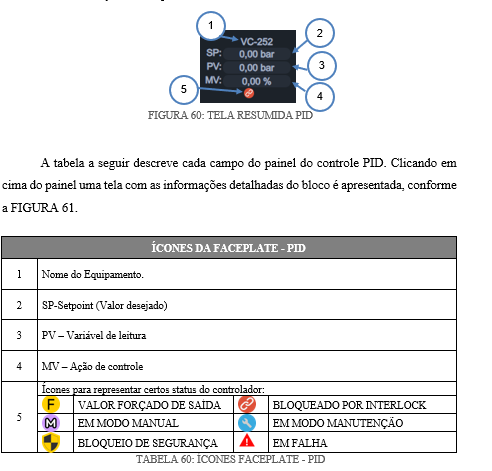 1
2
VC-252
SP: 0,00 bar
PV: 0,00 bar
3
MV: 0,00 %
5
4
FIGURA 60: TELA RESUMIDA PID
A tabela a seguir descreve cada campo do painel do controle PID. Clicando em
cima do painel uma tela com as informações detalhadas do bloco é apresentada, conforme
a FIGURA 61.
ÍCONES DA FACEPLATE - PID
1 Nome do Equipamento.
2 SP-Setpoint (Valor desejado)
3 PV – Variável de leitura
4 MV – Ação de controle
Ícones para representar certos status do controlador:
5
F VALOR FORÇADO DE SAÍDA BLOQUEADO POR INTERLOCK
M EM MODO MANUAL EM MODO MANUTENÇÃO
BLOQUEIO DE SEGURANÇA EM FALHA
TABELA 60: ÍCONES FACEPLATE - PID